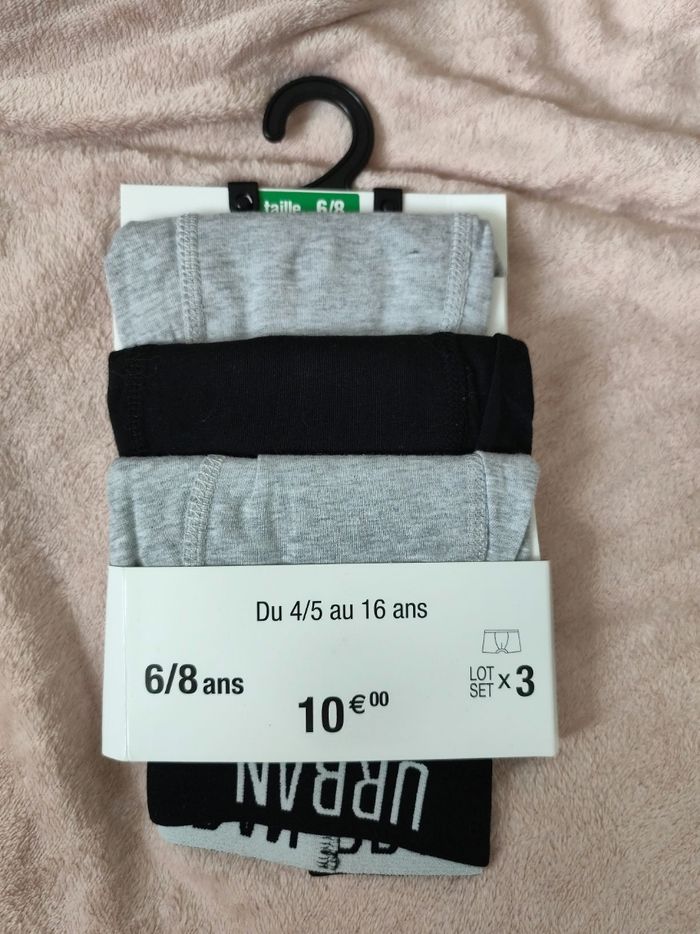 taille 6/8
Du 4/5 au 16 ans
6/8 ans
LOT
SET x 3
10 €00
URBAN